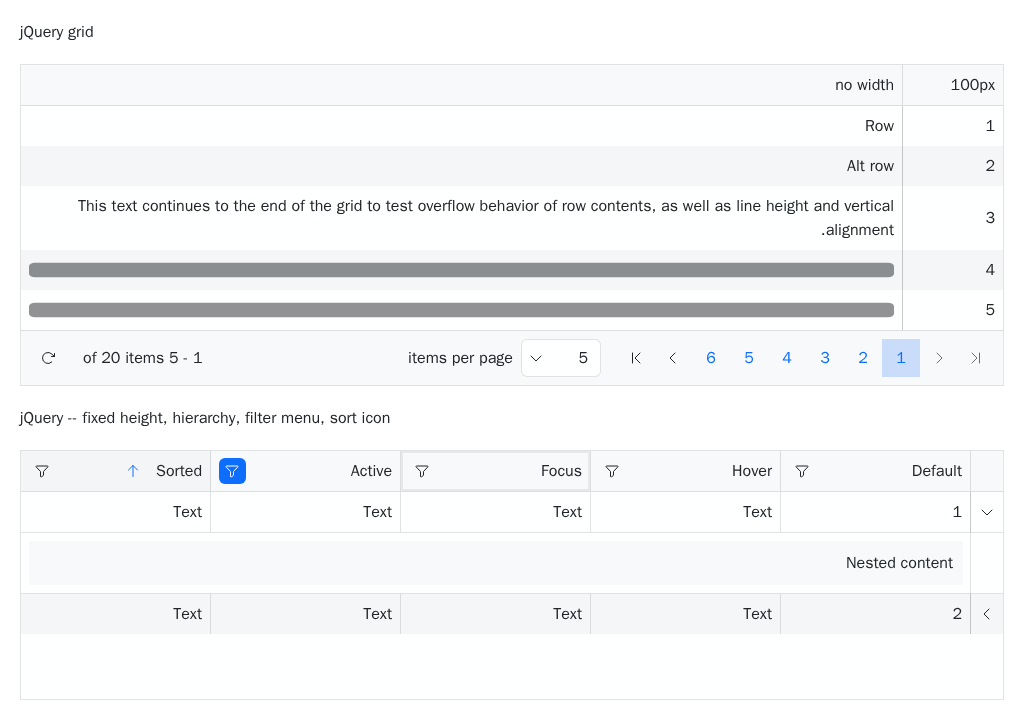 jQuery grid
no width 100px
Row 1
Alt row 2
This text continues to the end of the grid to test overflow behavior of row contents, as well as line height and vertical
.alignment
3
4
5
of 20 items 5 - 1 items per page 5 6 5 4 3 2 1
jQuery -- fixed height, hierarchy, filter menu, sort icon
Sorted Active Focus Hover Default
Text Text Text Text 1
Nested content
Text Text Text Text 2